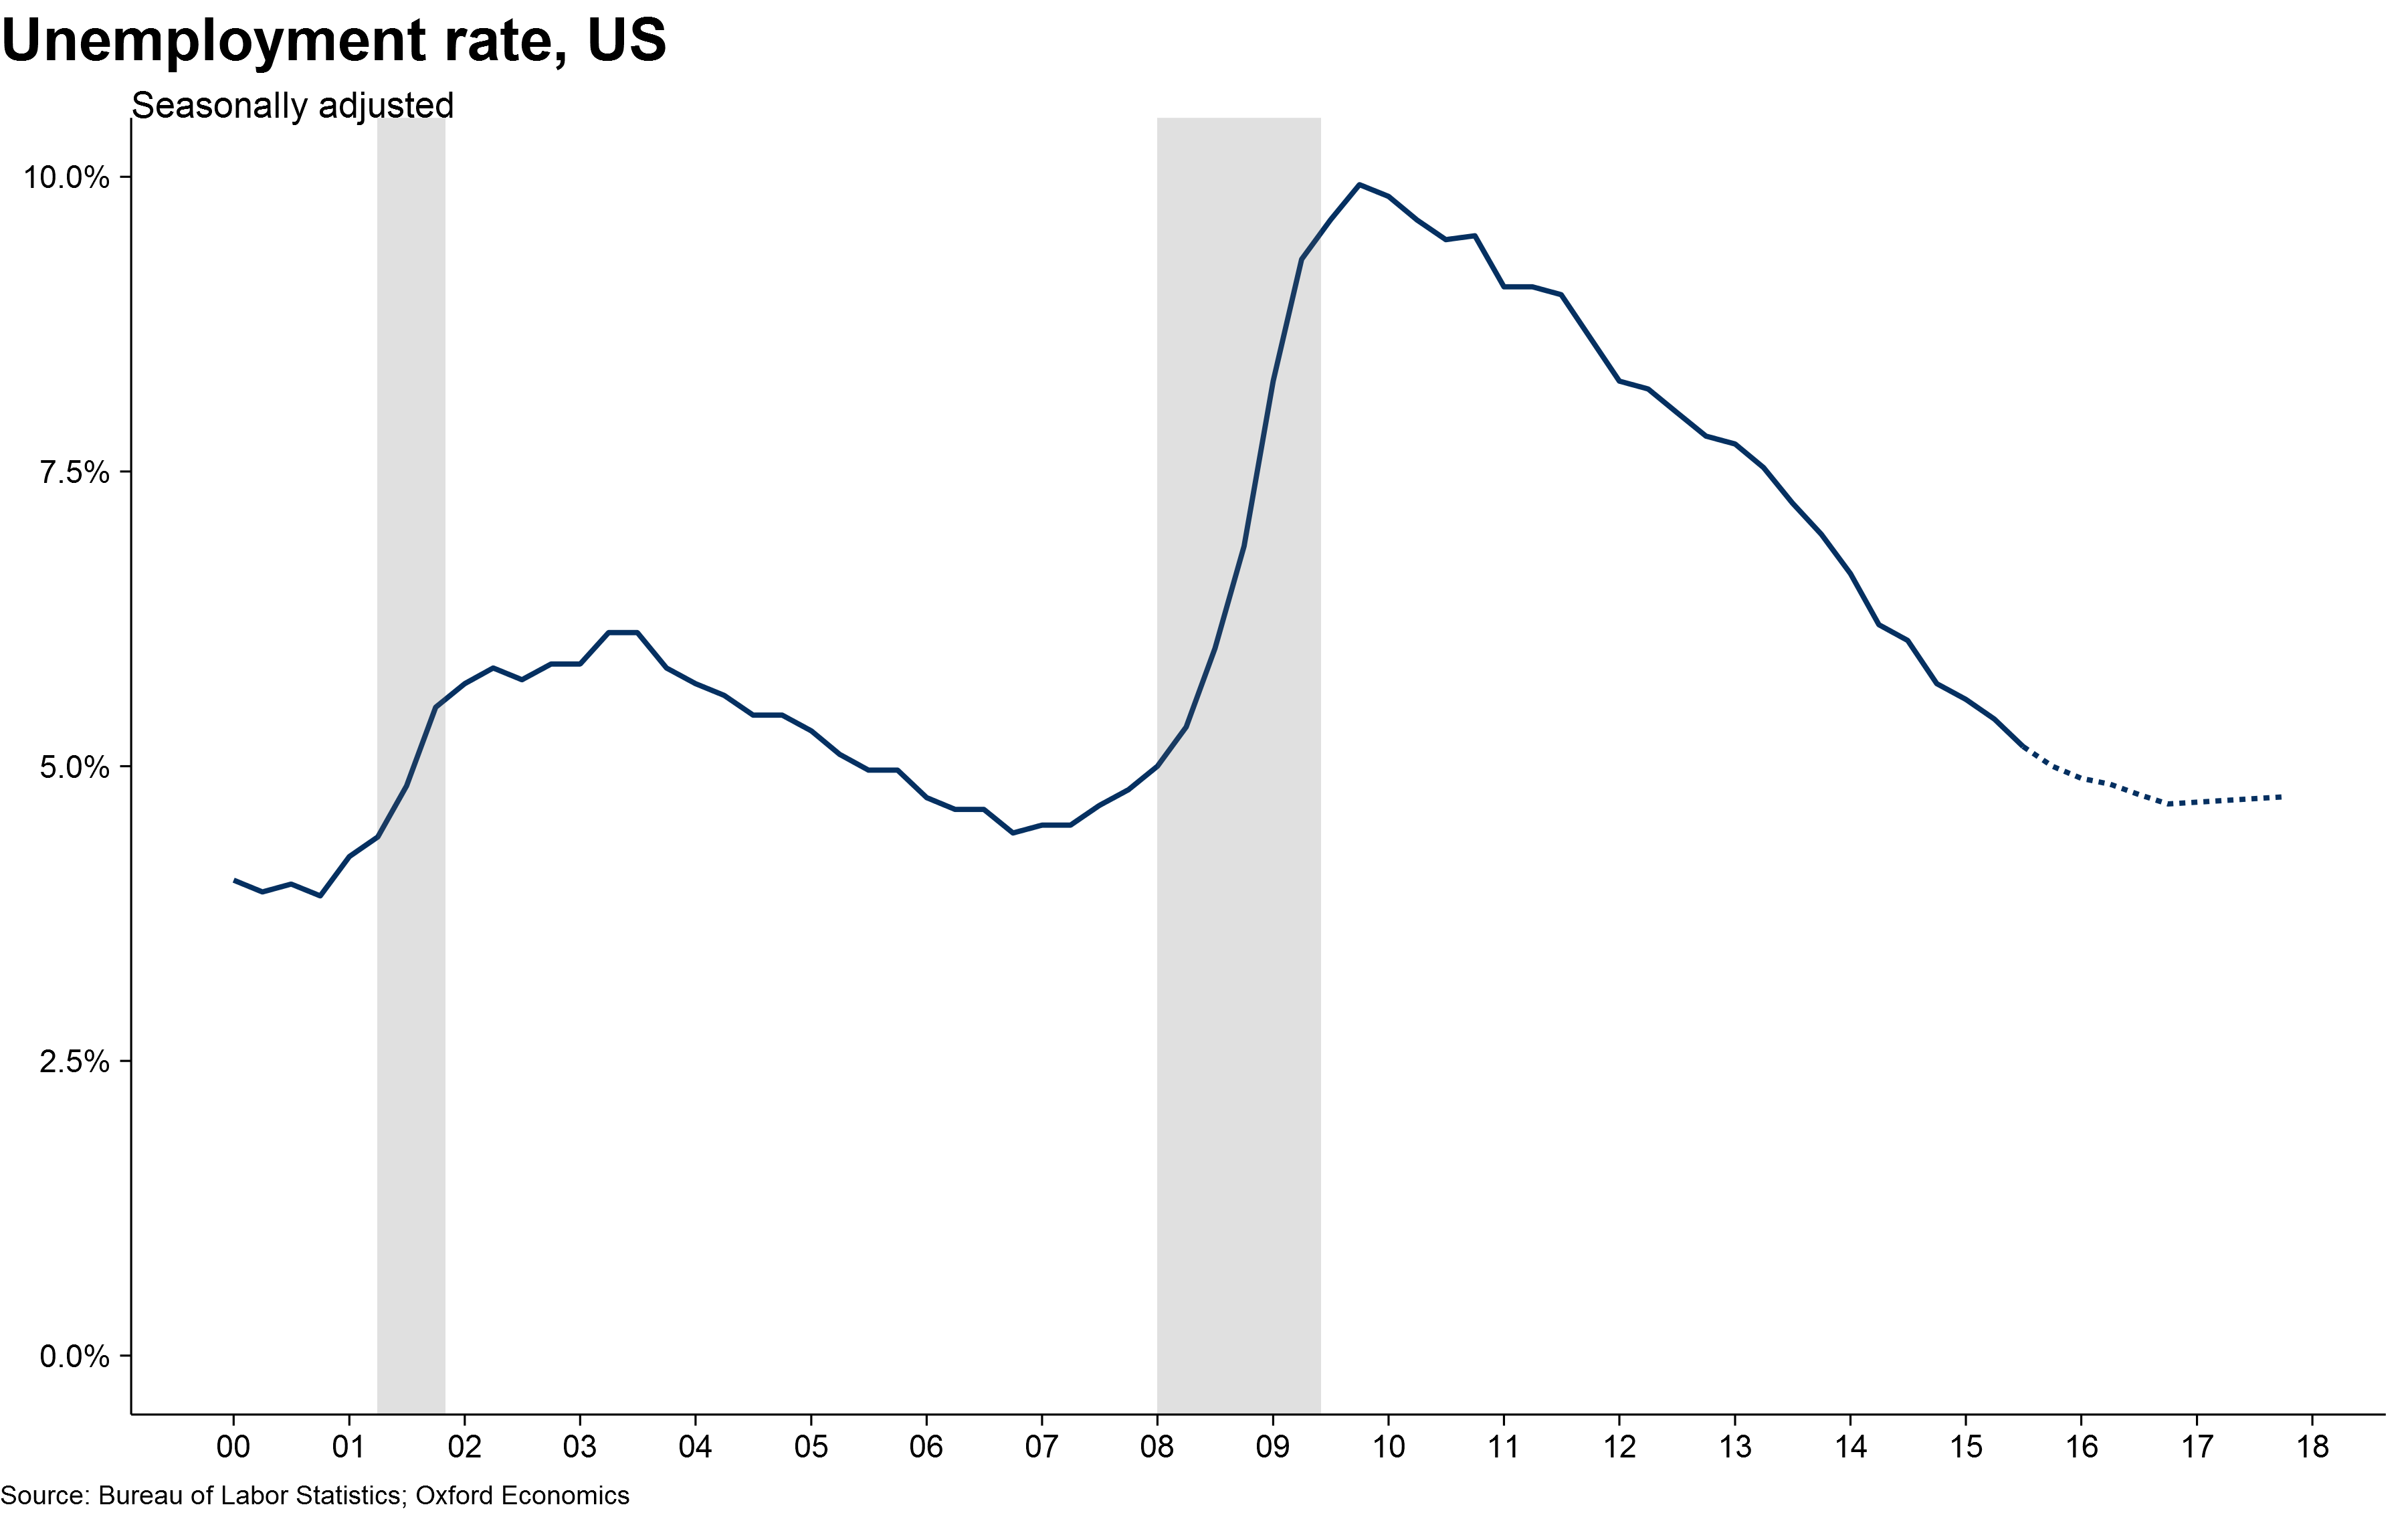 Unemployment rate, US
Seasonally adjusted
10.0%
7.5%
5.0%
2.5%
0.0%
00 01 02 03 04 05 06 07 08 09 10 11 12 13 14 15 16 17 18
Source: Bureau of Labor Statistics; Oxford Economics